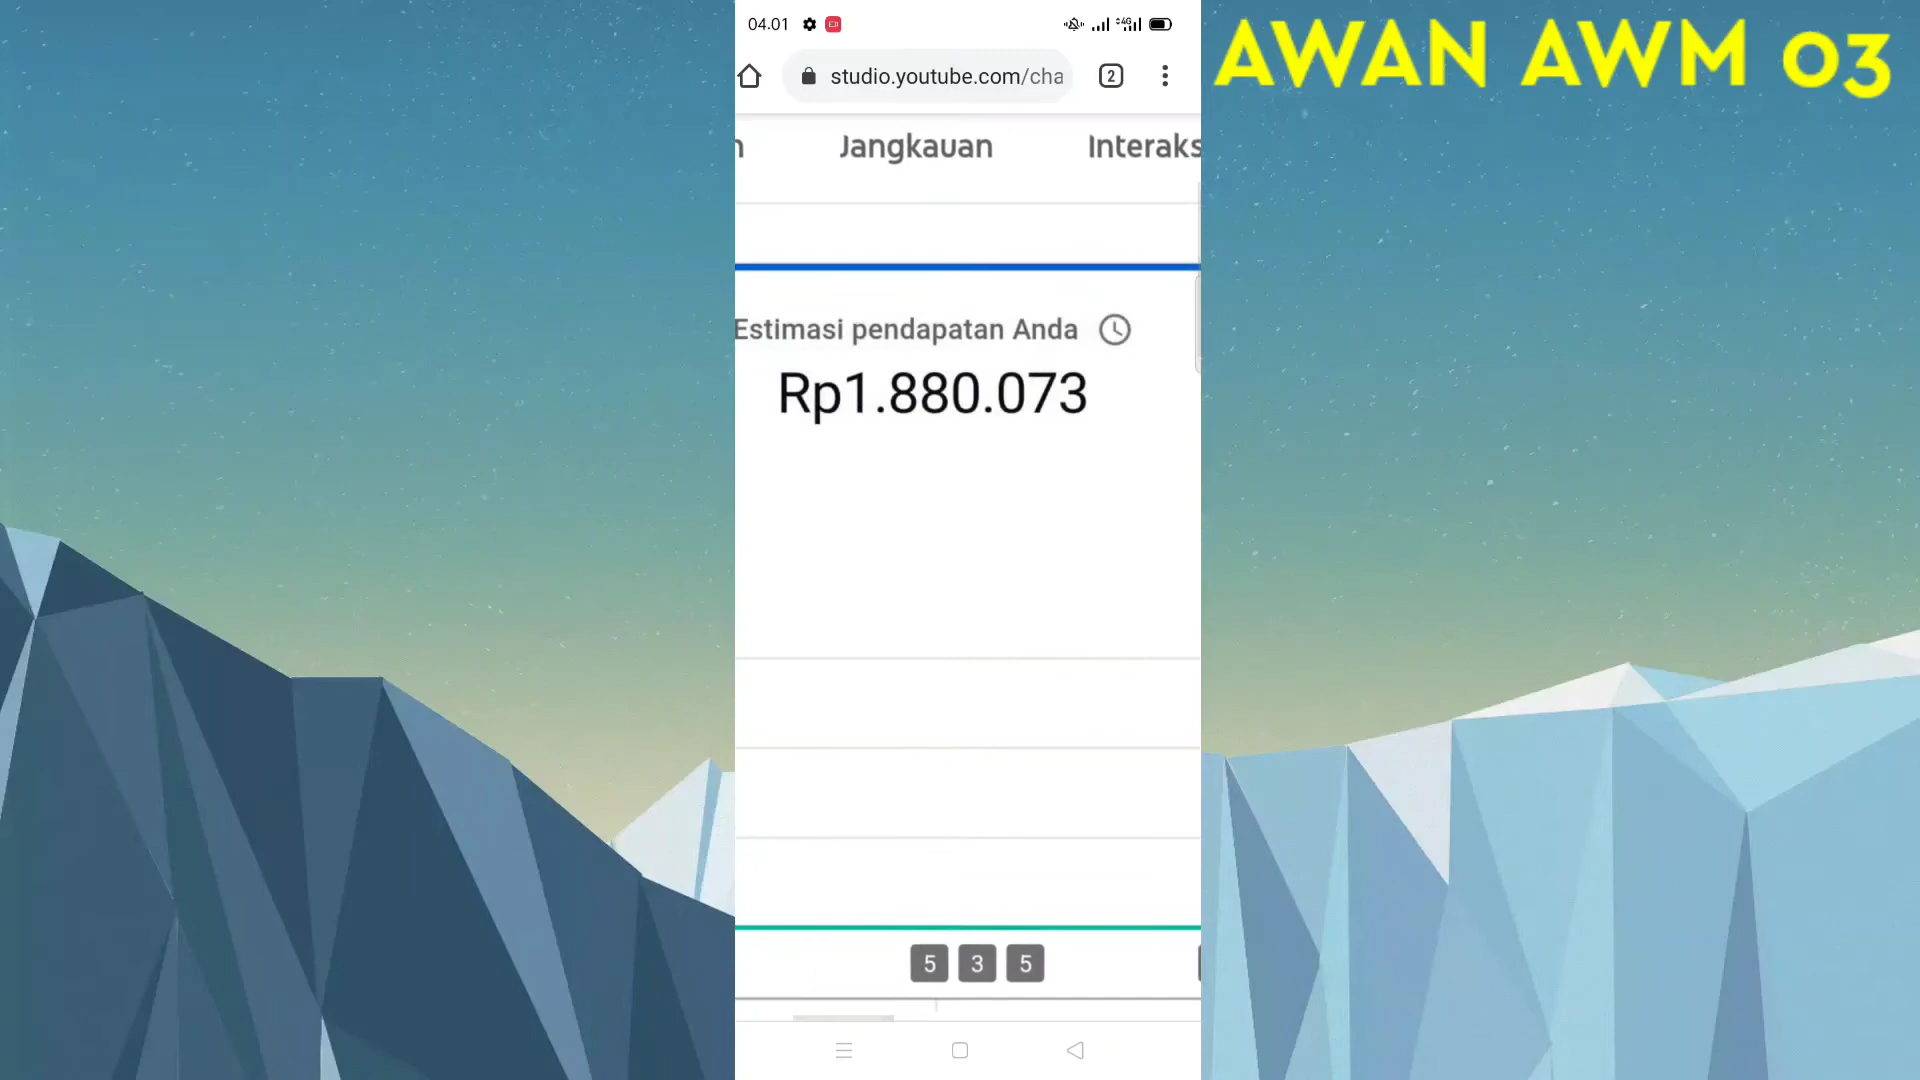 04.01
AWAN AWM 03
studio.youtube.com/cha
2
Jangkauan
Interaks
Estimasi pendapatan Anda
Rp1.880.073
5 3 5